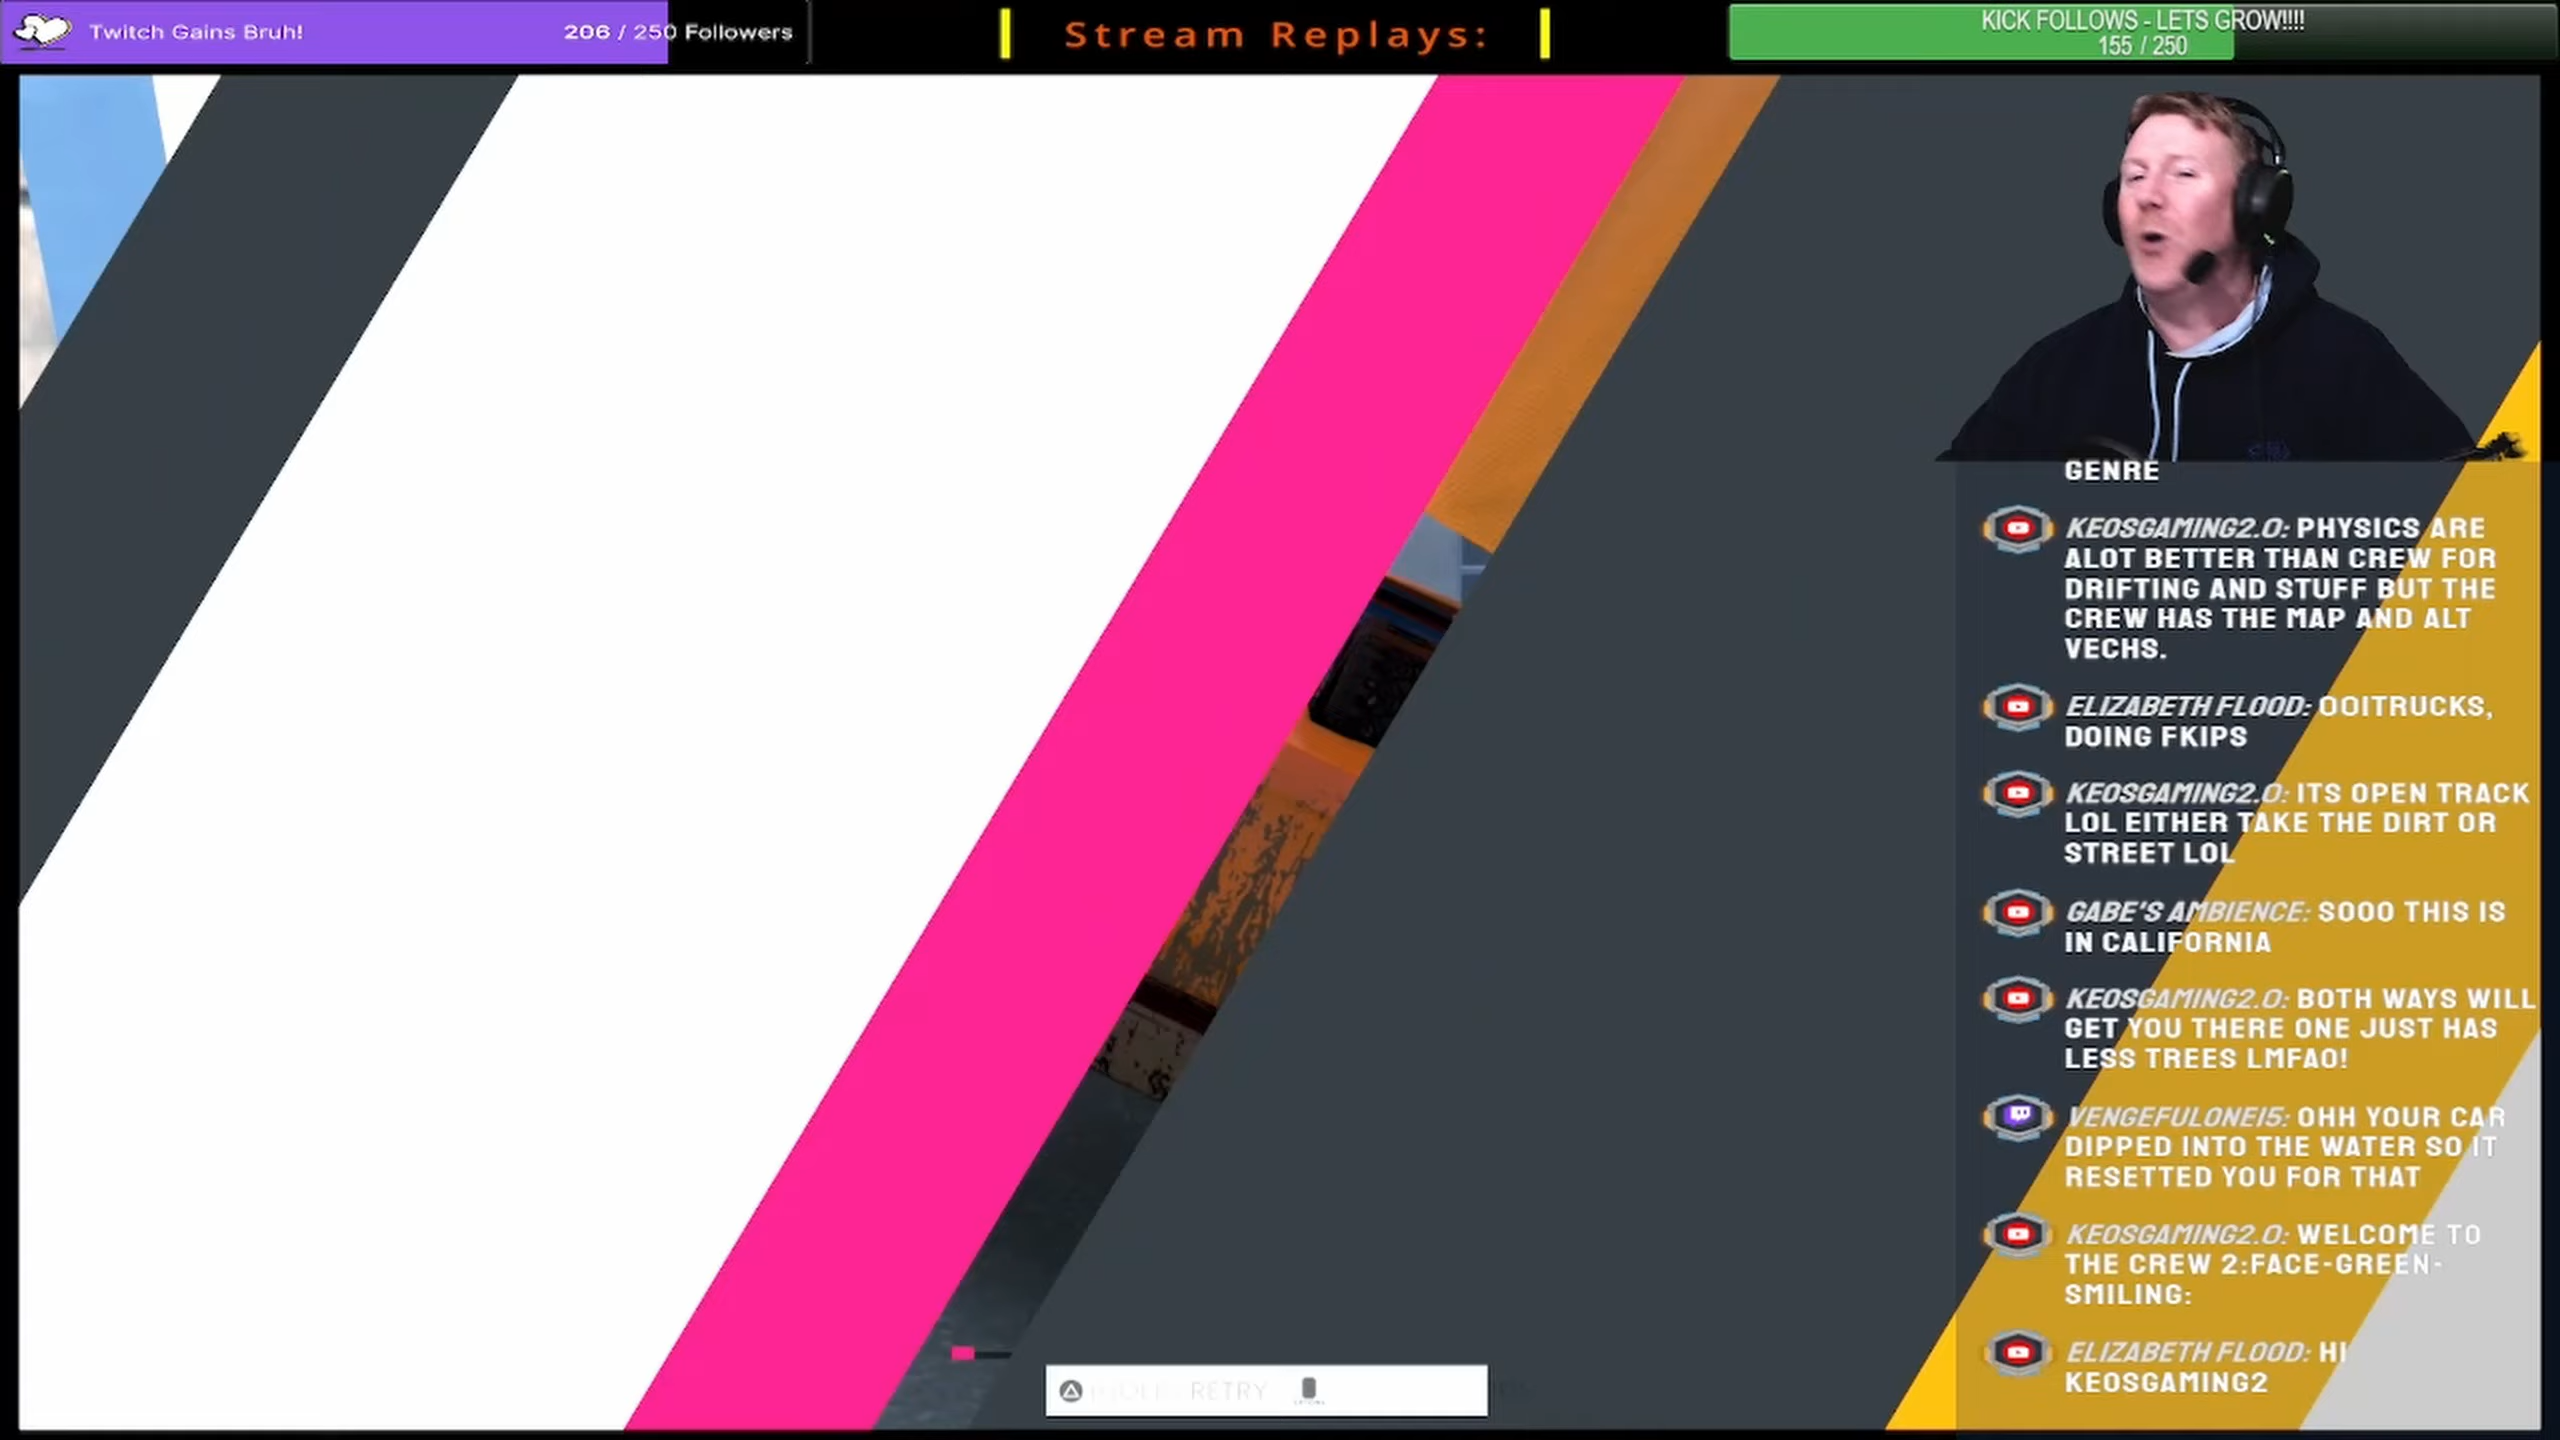 Twitch Gains Bruh!
206 / 250 Followers
Stream Replays:
KICK FOLLOWS - LETS GROW!!!!
155 / 250
GENRE
KEOSGAMING2.0: PHYSICS ARE
ALOT BETTER THAN CREW FOR
DRIFTING AND STUFF BUT THE
CREW HAS THE MAP AND ALT
VECHS.
ELIZABETH FLOOD: OOITRUCKS,
DOING FKIPS
KEOSGAMING2.0: ITS OPEN TRACK
LOL EITHER TAKE THE DIRT OR
STREET LOL
GABE'S AMBIENCE: SOOO THIS IS
IN CALIFORNIA
KEOSGAMING2.0: BOTH WAYS WILL
GET YOU THERE ONE JUST HAS
LESS TREES LMFAO!
VENGEFULONE15: OHH YOUR CAR
DIPPED INTO THE WATER SO IT
RESETTED YOU FOR THAT
KEOSGAMING2.0: WELCOME TO
THE CREW 2:FACE-GREEN-
SMILING:
ELIZABETH FLOOD: HI
KEOSGAMING2
RETRY